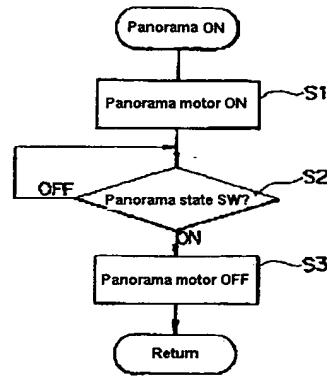 Panorama ON
Panorama motor ON
S1
Panorama state SW?
S2
OFF
ON
Panorama motor OFF
S3
Return